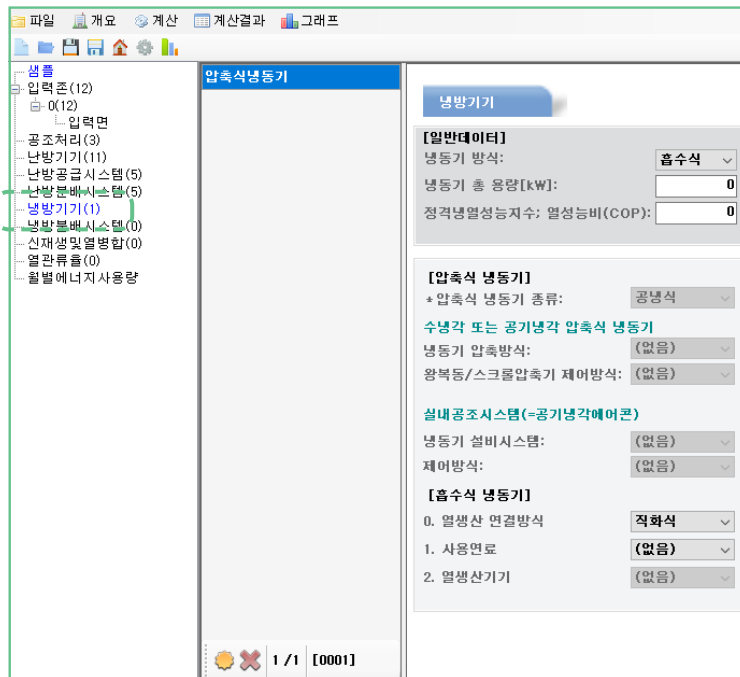 파일 개요 계산 계산결과 그래프
샘플
입력존(12)
0(12)
입력면
공조처리(3)
난방기기(11)
난방공급시스템(5)
난방분배시스템(5)
냉방기기(1)
냉방분배시스템(0)
신재생및열병합(0)
열관류율(0)
월별에너지사용량
압축식냉동기
1 /1 [0001]
냉방기기
[일반데이터]
냉동기 방식: 흡수식
냉동기 총 용량[kW]: 0
정격냉열성능지수; 열성능비(COP): 0
[압축식 냉동기]
*압축식 냉동기 종류: 공냉식
수냉각 또는 공기냉각 압축식 냉동기
냉동기 압축방식: (없음)
왕복동/스크롤압축기 제어방식: (없음)
실내공조시스템(=공기냉각에어콘)
냉동기 설비시스템: (없음)
제어방식: (없음)
[흡수식 냉동기]
0. 열생산 연결방식 직화식
1. 사용연료 (없음)
2. 열생산기기 (없음)